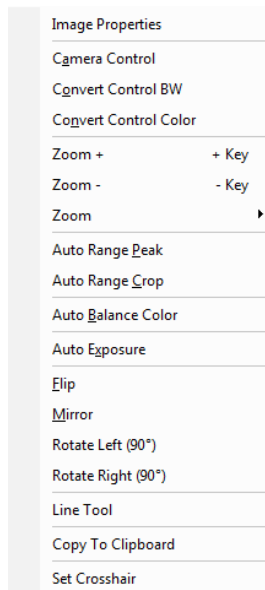 Image Properties
Camera Control
Convert Control BW
Convert Control Color
Zoom + + Key
Zoom - - Key
Zoom
Auto Range Peak
Auto Range Crop
Auto Balance Color
Auto Exposure
Flip
Mirror
Rotate Left (90°)
Rotate Right (90°)
Line Tool
Copy To Clipboard
Set Crosshair